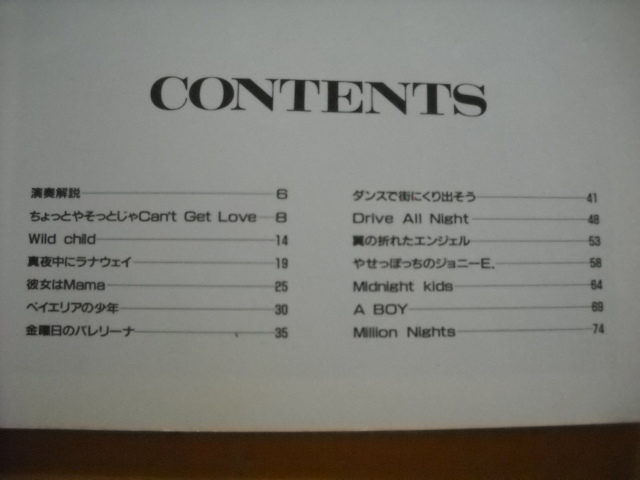 CONTENTS
演奏解説 6
ちょっとやそっとじゃCan't Get Love 8
Wild child 14
真夜中にラナウェイ 19
彼女はMama 25
ベイエリアの少年 30
金曜日のバレリーナ 35
ダンスで街にくり出そう 41
Drive All Night 48
翼の折れたエンジェル 53
やせっぽっちのジョニーE. 58
Midnight kids 64
A BOY 69
Million Nights 74